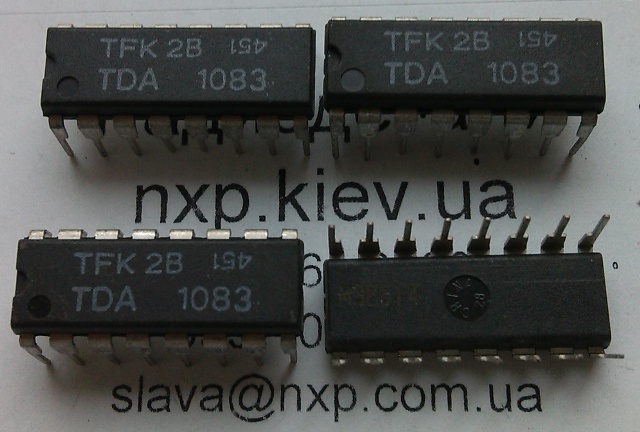 TFK 2B 451
TDA 1083
TFK 2B 451
TDA 1083
nxp.kiev.ua
TFK 2B 451
TDA 1083
CHINA
slava@nxp.com.ua